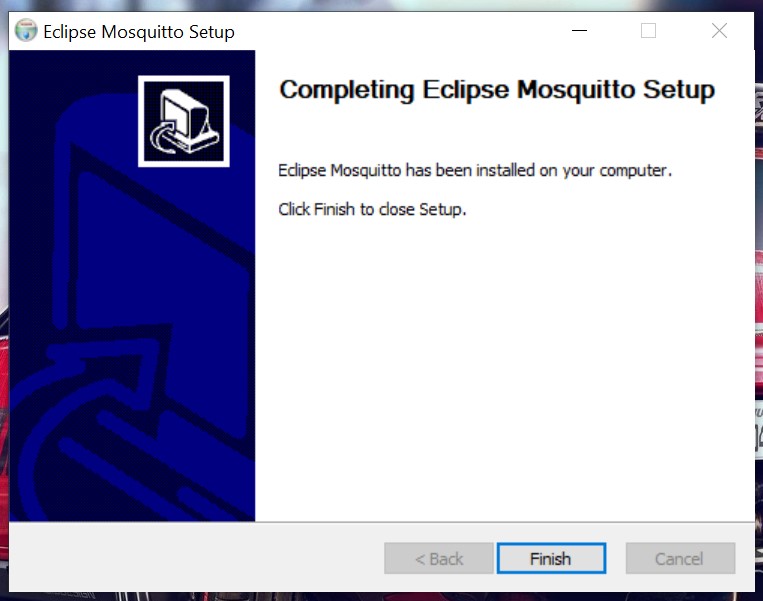 Eclipse Mosquitto Setup
Completing Eclipse Mosquitto Setup
Eclipse Mosquitto has been installed on your computer.
Click Finish to close Setup.
< Back
Finish
Cancel